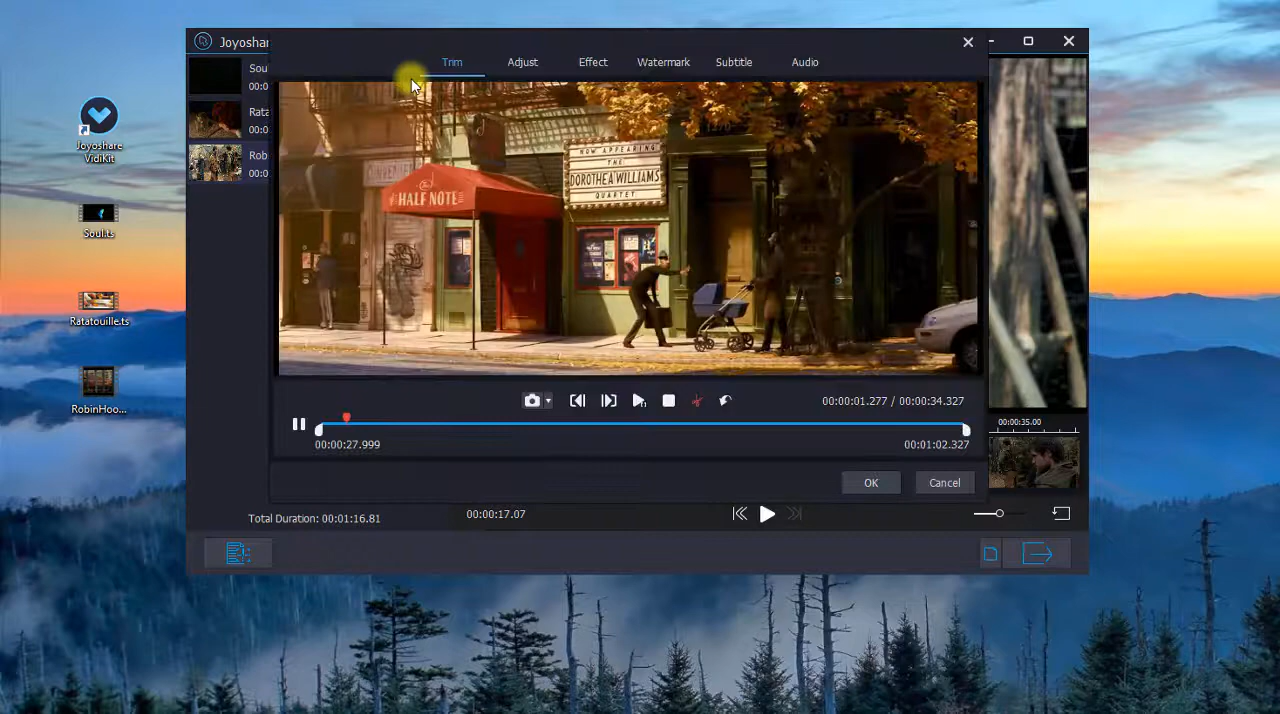 Joyoshar
Trim
Adjust
Effect
Watermark
Subtitle
Audio
Sou
00:0
Rata
00:0
Rob
00:0
Joyoshare
VidiKit
Soul.ts
Ratatouille.ts
RobinHoo...
NOW APPEARING
THE
DOROTHEA WILLIAMS
QUARTET
The
HALF NOTE
00:00:01.277 / 00:00:34.327
00:00:27.999
00:01:02.327
00:00:35.00
OK
Cancel
Total Duration: 00:01:16.81
00:00:17.07